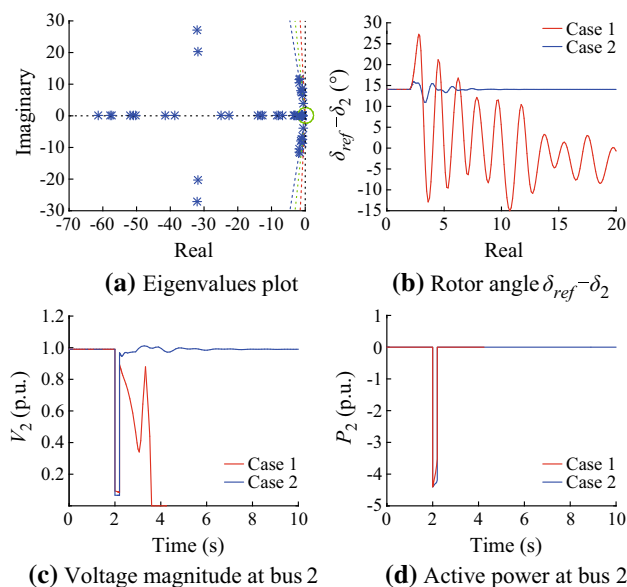 30
20
10
0
-10
-20
-30
Imaginary
-70 -60 -50 -40 -30 -20 -10 0
Real
(a) Eigenvalues plot
30
25
20
15
10
5
0
-5
-10
-15
δref-δ2 (°)
Case 1
Case 2
0 5 10 15 20
Real
(b) Rotor angle δref-δ2
1.2
1.0
0.8
0.6
0.4
0.2
V2 (p.u.)
Case 1
Case 2
0 2 4 6 8 10
Time (s)
(c) Voltage magnitude at bus 2
1
0
-1
-2
-3
-4
-5
P2 (p.u.)
Case 1
Case 2
0 2 4 6 8 10
Time (s)
(d) Active power at bus 2